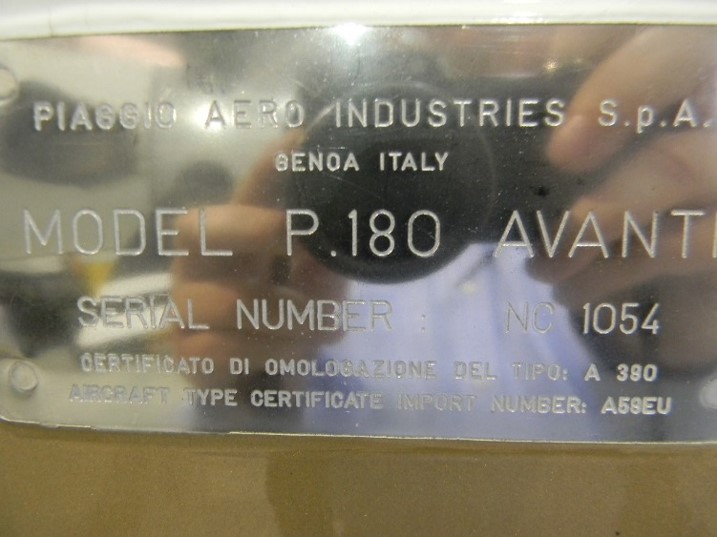 PIAGGIO AERO INDUSTRIES S.p.A.
GENOA ITALY
MODEL P.180 AVANTI
SERIAL NUMBER : NC 1054
CERTIFICATO DI OMOLOGAZIONE DEL TIPO: A 390
AIRCRAFT TYPE CERTIFICATE IMPORT NUMBER: A59EU